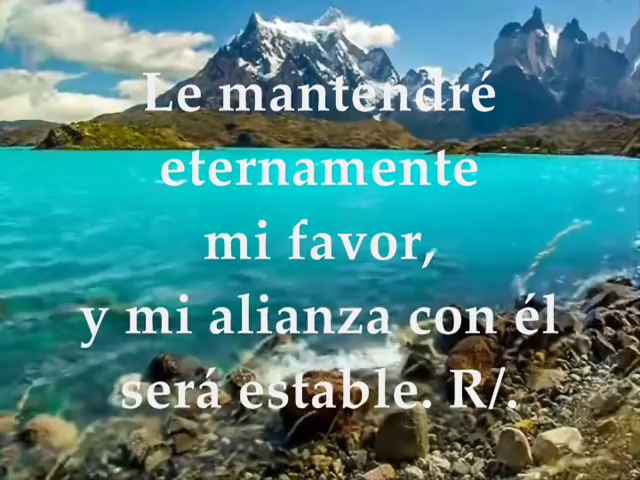 Le mantendré
eternamente
mi favor,
y mi alianza con él
será estable. R/.